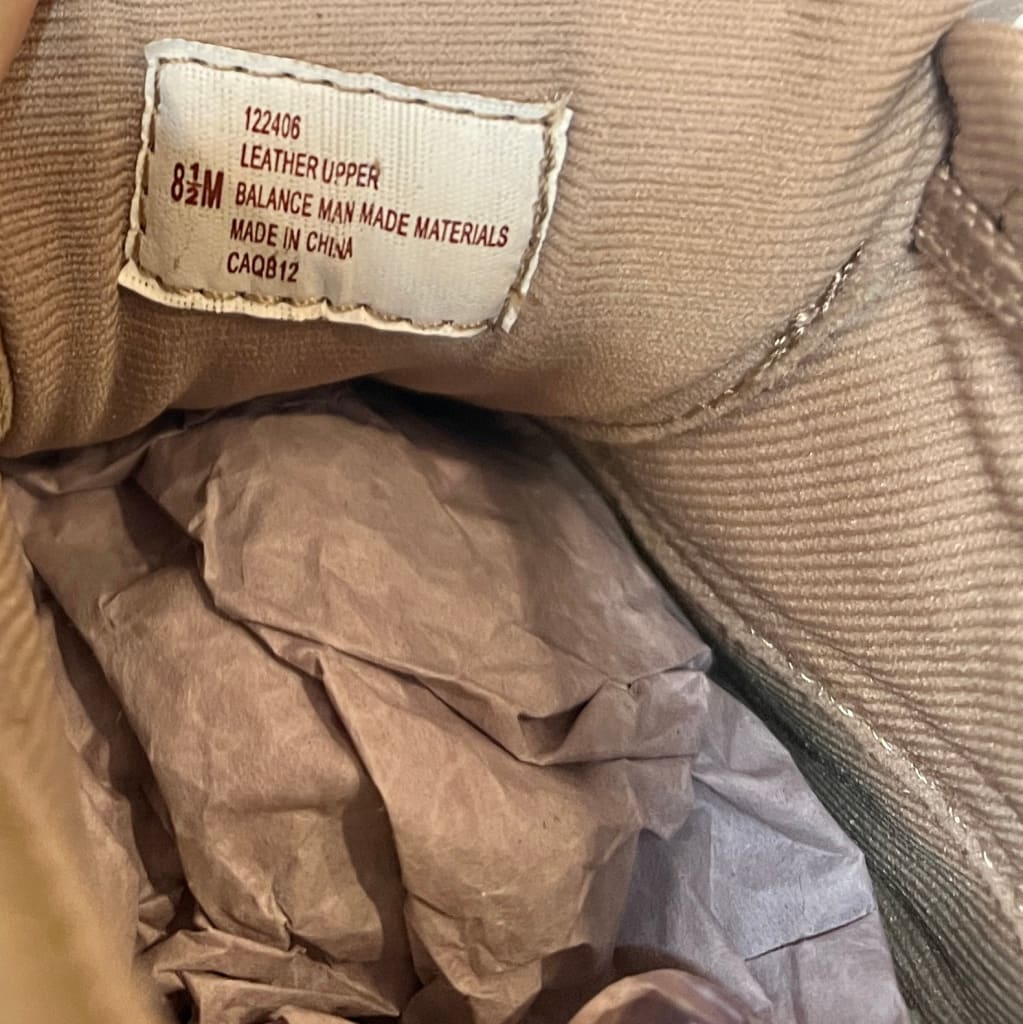 122406
LEATHER UPPER
8½M BALANCE MAN MADE MATERIALS
MADE IN CHINA
CAQB12